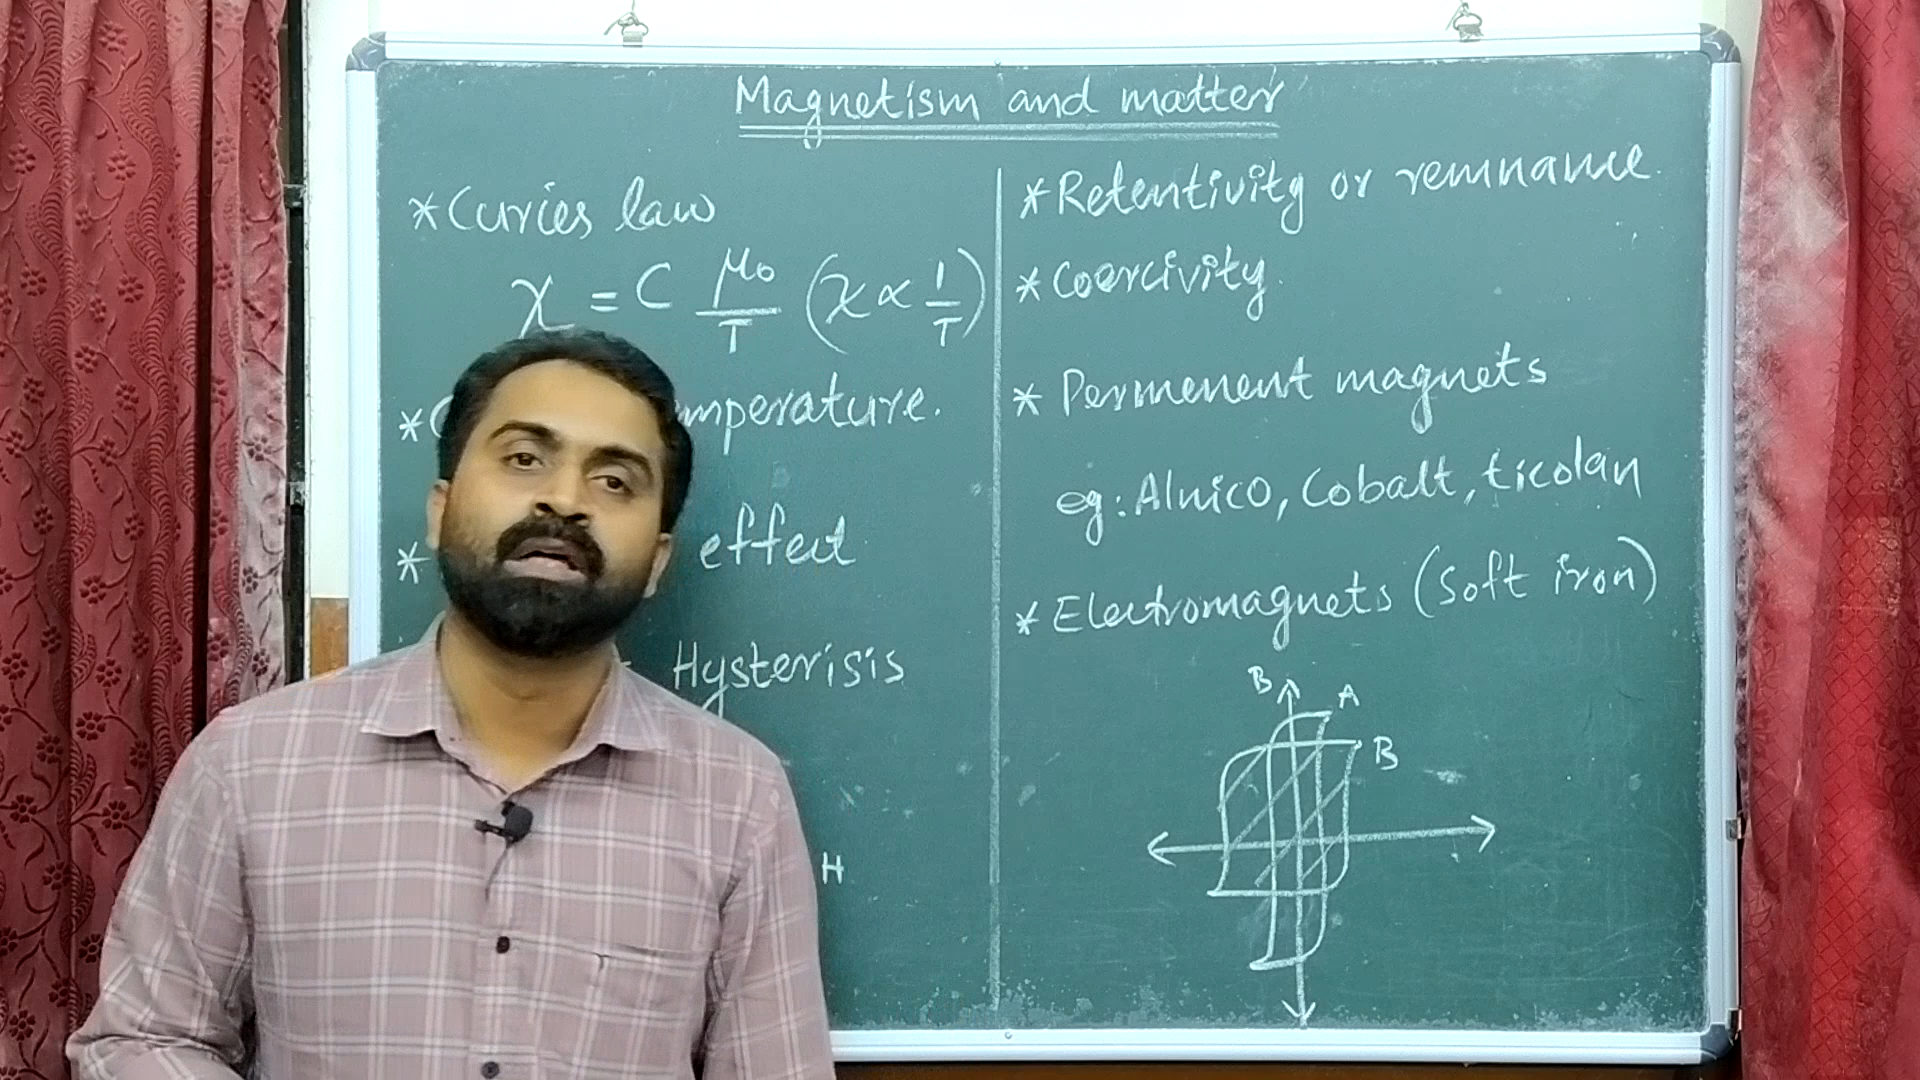 Magnetism and matter
*Curies law
χ = C μ₀/T (χ ∝ 1/T)
*
*
effect
Hysterisis
H
*Retentivity or remnance
*Coercivity.
* Permenent magnets
eg: Alnico, Cobalt, ticolan
* Electromagnets (Soft iron)
B A
B